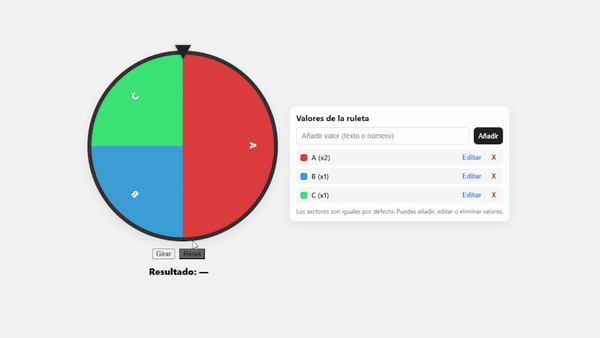 C
A
B
Girar
Reset
Resultado: —
Valores de la ruleta
Añadir valor (texto o número)
Añadir
A (x2)
Editar
X
B (x1)
Editar
X
C (x1)
Editar
X
Los sectores son iguales por defecto. Puedes añadir, editar o eliminar valores.